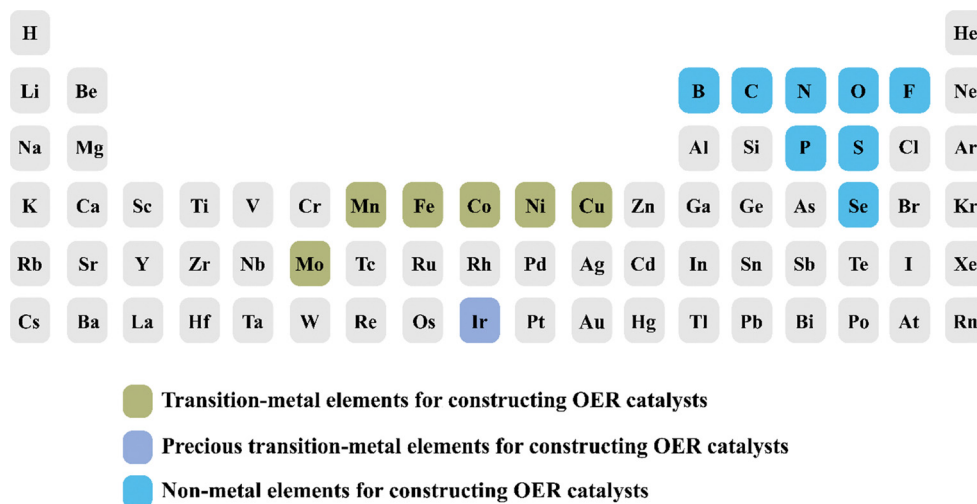 H He
Li Be B C N O F Ne
Na Mg Al Si P S Cl Ar
K Ca Sc Ti V Cr Mn Fe Co Ni Cu Zn Ga Ge As Se Br Kr
Rb Sr Y Zr Nb Mo Tc Ru Rh Pd Ag Cd In Sn Sb Te I Xe
Cs Ba La Hf Ta W Re Os Ir Pt Au Hg Tl Pb Bi Po At Rn
Transition-metal elements for constructing OER catalysts
Precious transition-metal elements for constructing OER catalysts
Non-metal elements for constructing OER catalysts